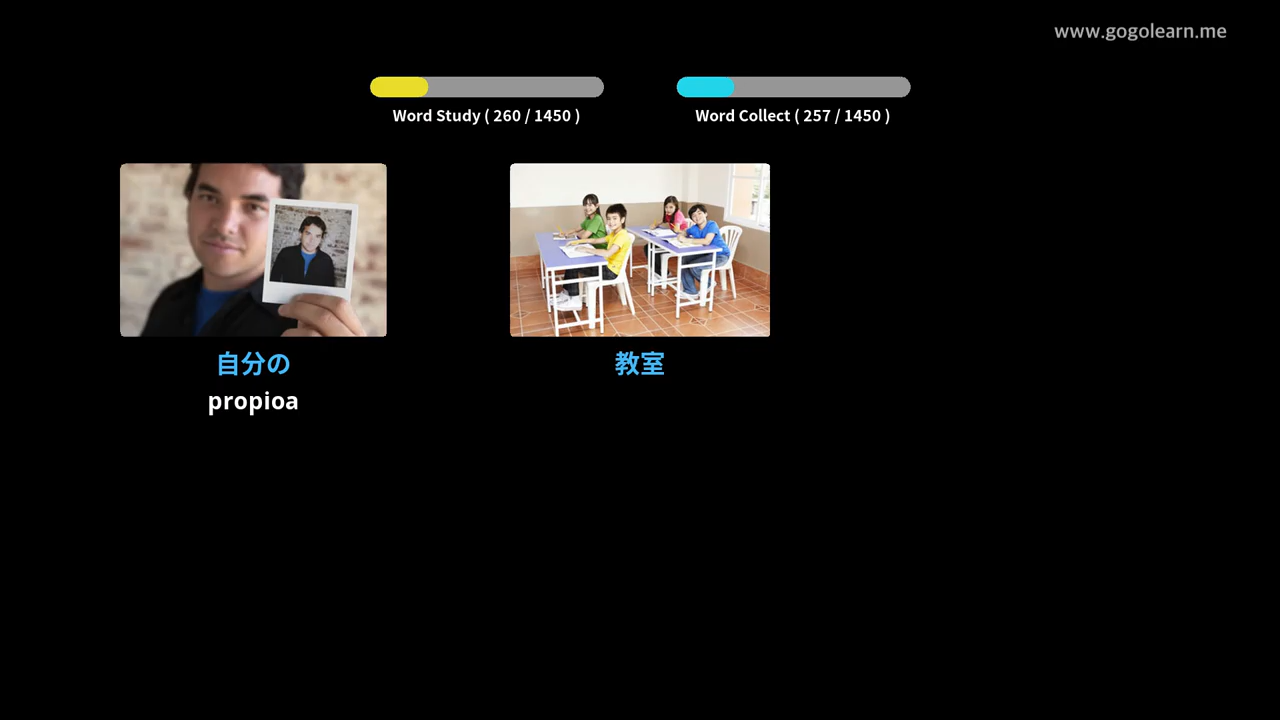 www.gogolearn.me
Word Study ( 260 / 1450 )
Word Collect ( 257 / 1450 )
自分の
propioa
教室